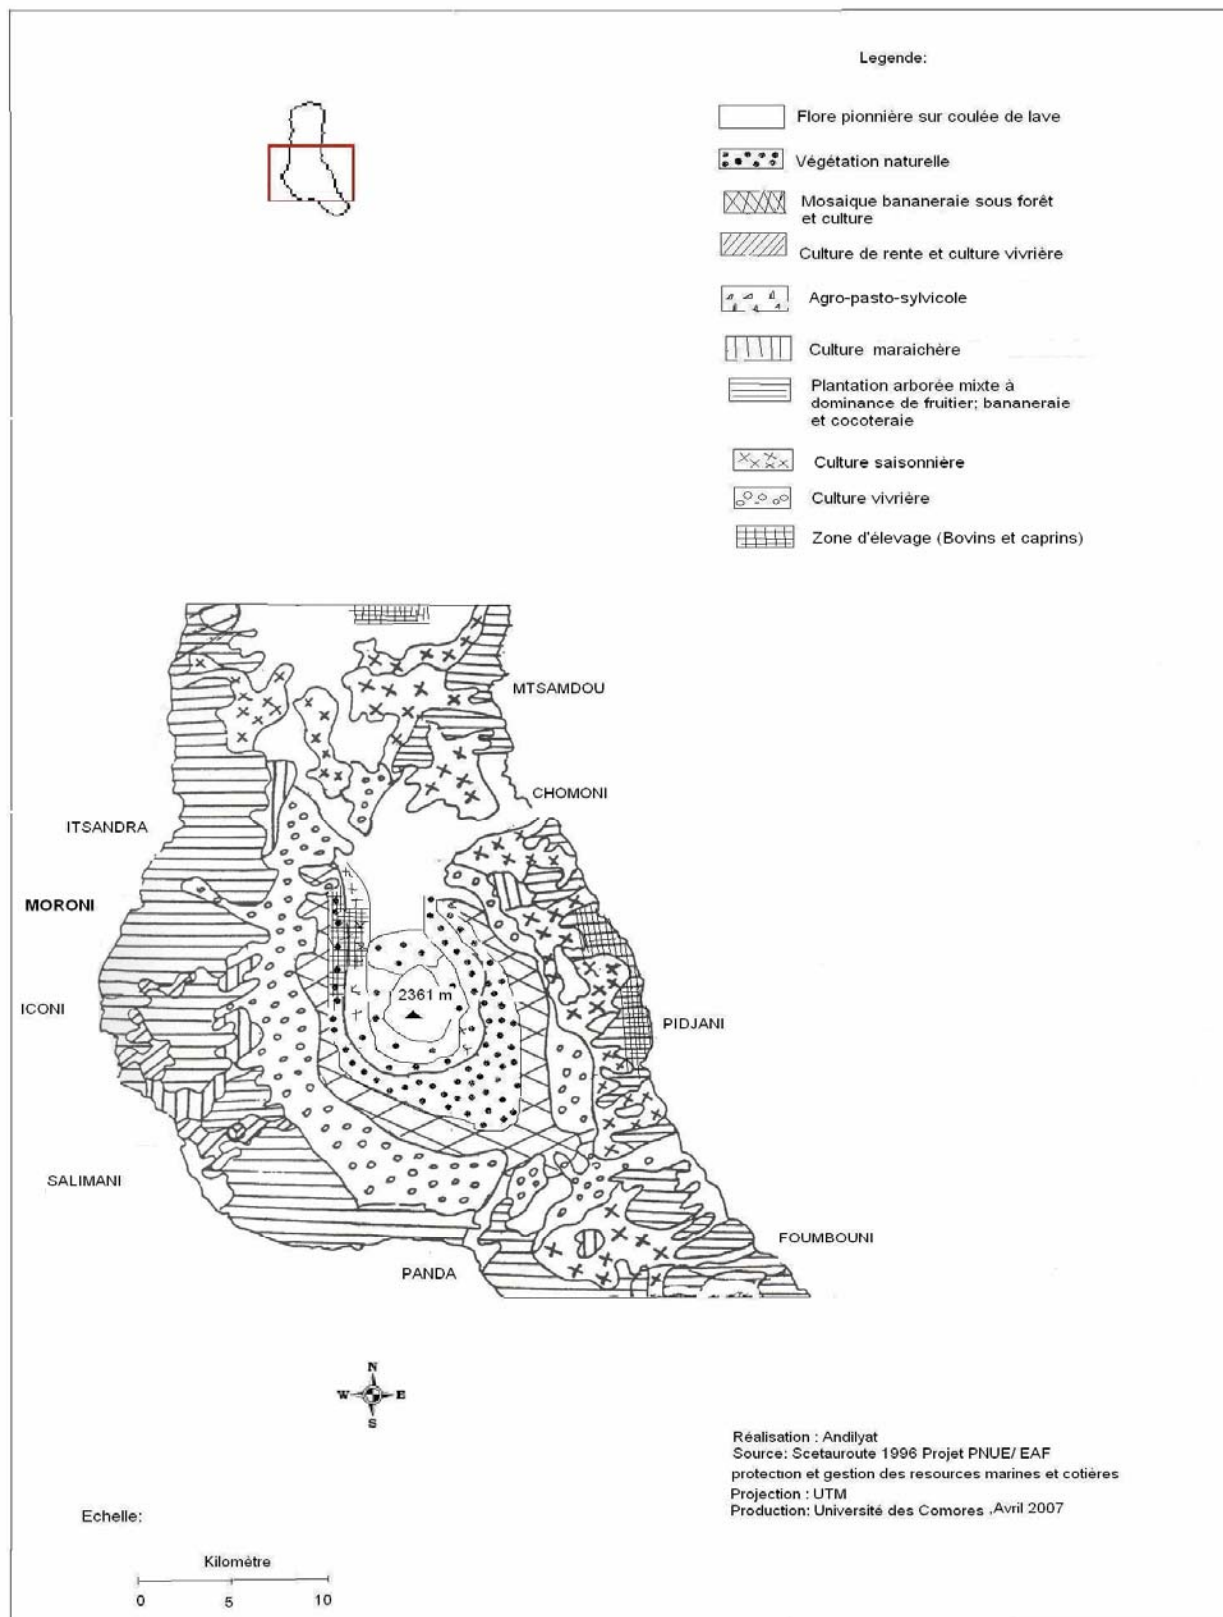 Legende:
Flore pionnière sur coulée de lave
Végétation naturelle
Mosaique bananeraie sous forêt
et culture
Culture de rente et culture vivrière
Agro-pasto-sylvicole
Culture maraîchère
Plantation arborée mixte à
dominance de fruitier; bananeraie
et cocoteraie
Culture saisonnière
Culture vivrière
Zone d'élevage (Bovins et caprins)
MTSAMDOU
CHOMONI
ITSANDRA
MORONI
2361 m
ICONI
PIDJANI
SALIMANI
FOUMBOUNI
PANDA
N
W E
S
Réalisation : Andilyat
Source: Scetauroute 1996 Projet PNUE/ EAF
protection et gestion des resources marines et cotières
Projection : UTM
Production: Université des Comores ,Avril 2007
Echelle:
Kilomètre
0 5 10